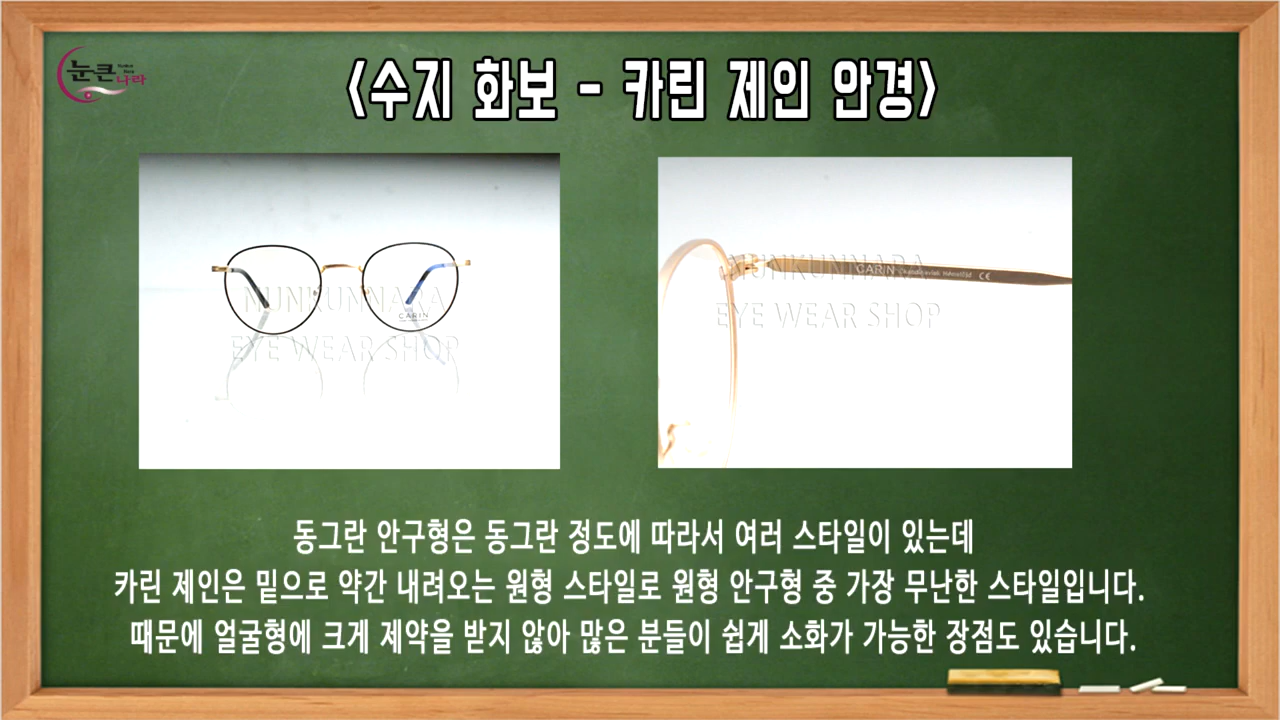 눈큰
나라
<수지 화보 - 카린 제인 안경>
NUNKUNNARA
EYE WEAR SHOP
CARIN
NUNKUNNARA
EYE WEAR SHOP
CARIN CE
동그란 안구형은 동그란 정도에 따라서 여러 스타일이 있는데
카린 제인은 밑으로 약간 내려오는 원형 스타일로 원형 안구형 중 가장 무난한 스타일입니다.
때문에 얼굴형에 크게 제약을 받지 않아 많은 분들이 쉽게 소화가 가능한 장점도 있습니다.